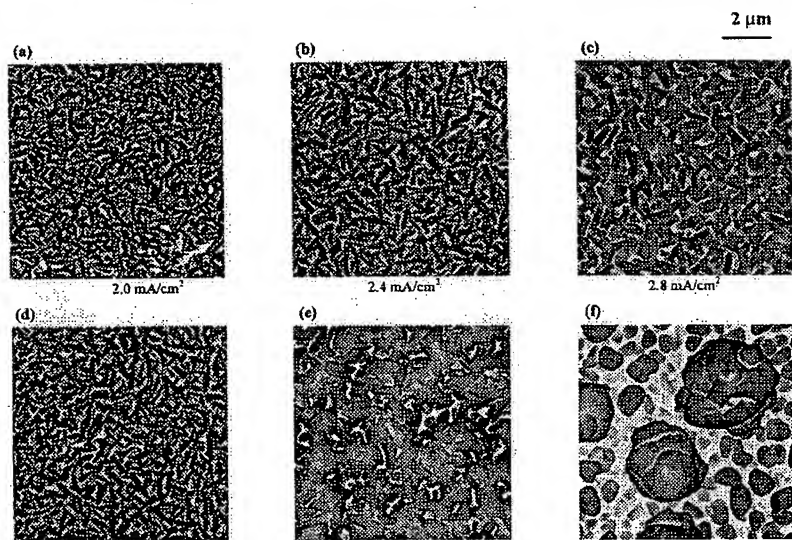 2 μm
(a)
(b)
(c)
2.0 mA/cm²
2.4 mA/cm²
2.8 mA/cm²
(d)
(e)
(f)